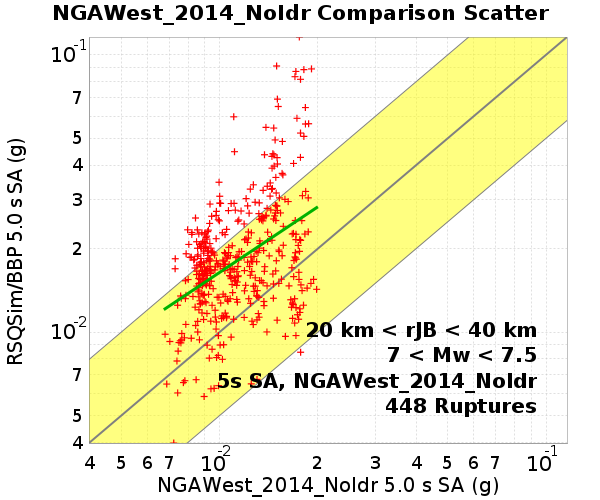 NGAWest_2014_NoIdr Comparison Scatter
10-1
7
5
4
3
2
10-2
7
5
4
RSQSim/BBP 5.0 s SA (g)
20 km < rJB < 40 km
7 < Mw < 7.5
5s SA, NGAWest_2014_NoIdr
448 Ruptures
4 5 6 7 10-2 2 3 4 5 6 7 10-1
NGAWest_2014_NoIdr 5.0 s SA (g)